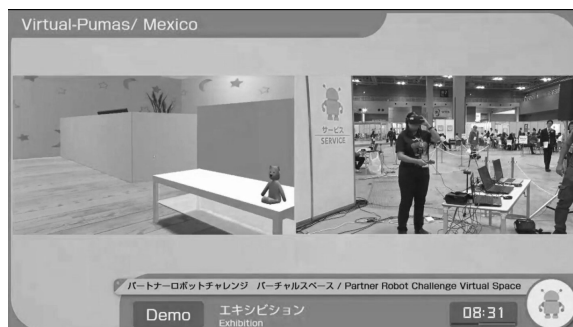 Virtual-Pumas/ Mexico
サービス
SERVICE
パートナーロボットチャレンジ　バーチャルスペース / Partner Robot Challenge Virtual Space
Demo
エキシビション
Exhibition
08:31